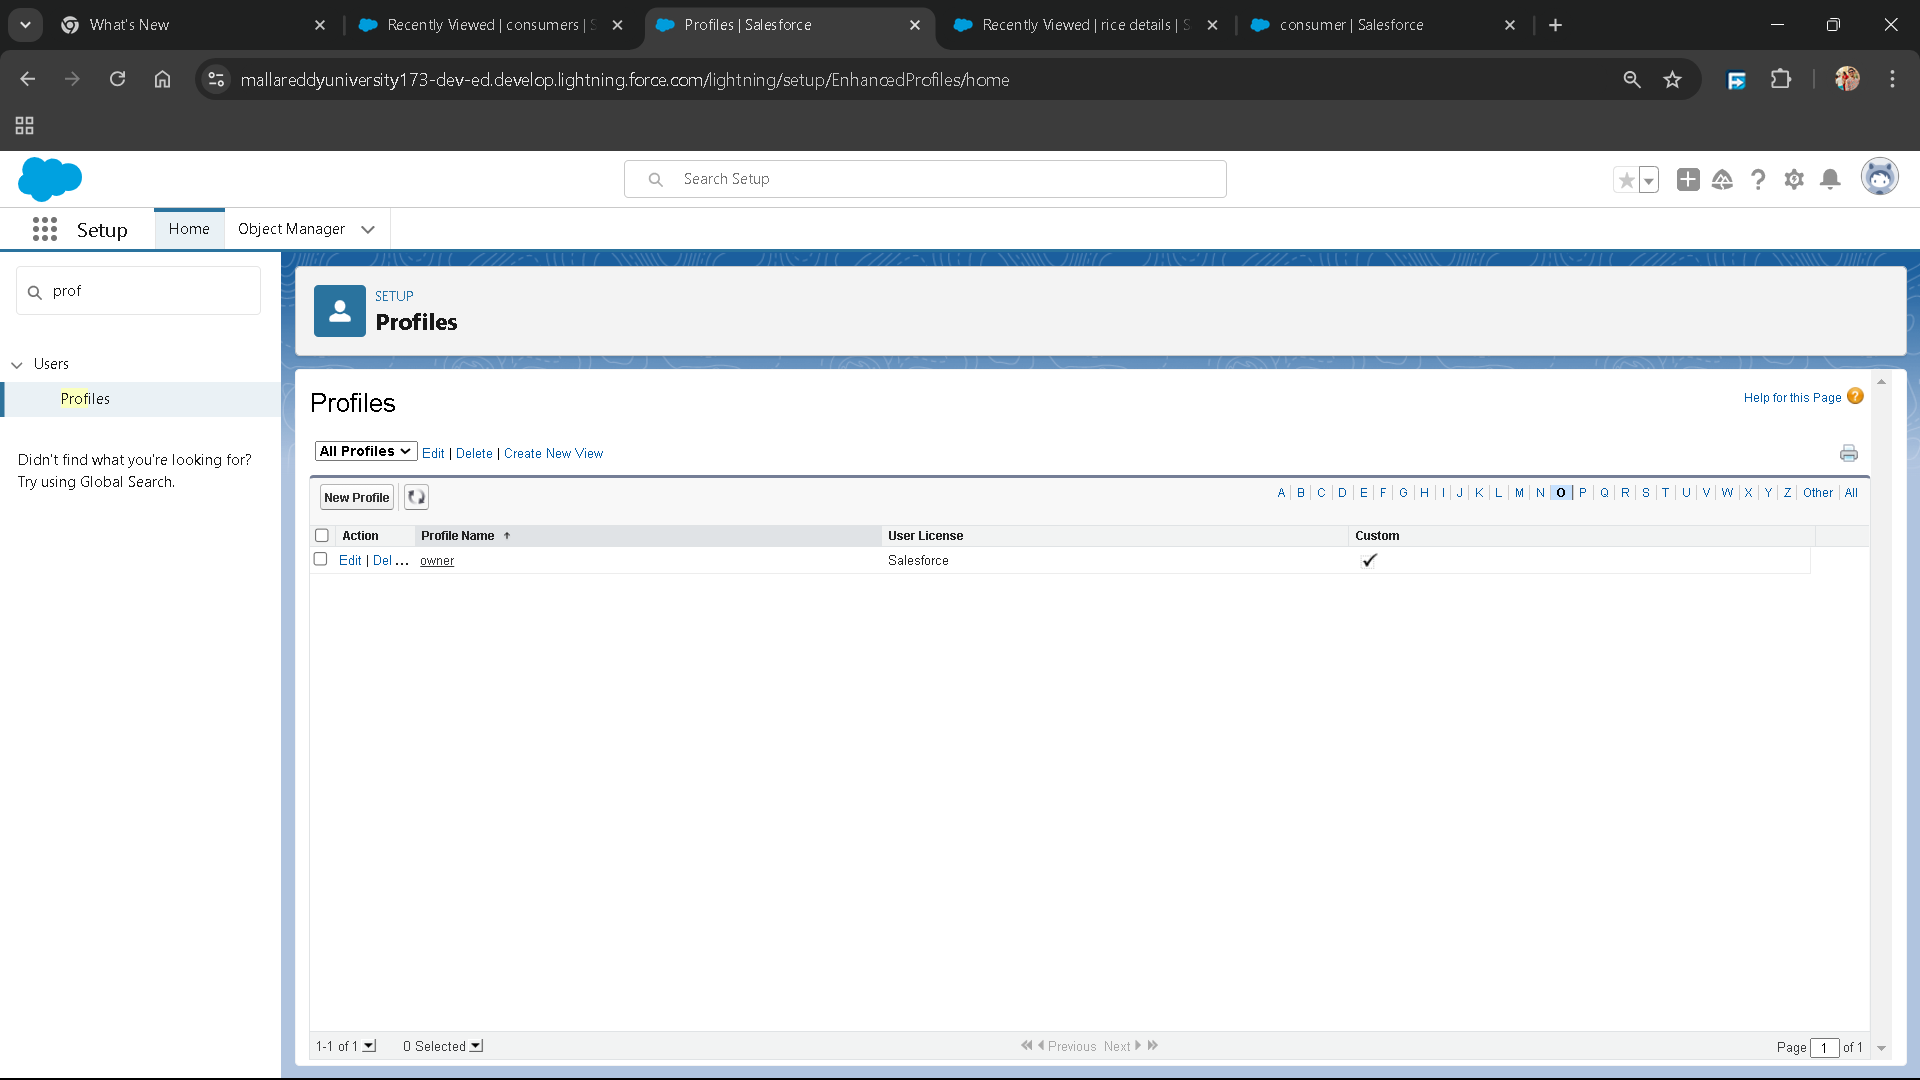 What's New
Recently Viewed | consumers | S
Profiles | Salesforce
Recently Viewed | rice details | S
consumer | Salesforce
mallareddyuniversity173-dev-ed.develop.lightning.force.com/lightning/setup/EnhancedProfiles/home
Search Setup
Setup
Home
Object Manager
prof
Users
Profiles
Didn't find what you're looking for?
Try using Global Search.
SETUP
Profiles
Profiles
Help for this Page ?
All Profiles
Edit | Delete | Create New View
New Profile
A | B | C | D | E | F | G | H | I | J | K | L | M | N | O | P | Q | R | S | T | U | V | W | X | Y | Z | Other | All
Action Profile Name User License Custom
Edit | Del ... owner Salesforce
1-1 of 1 0 Selected Previous Next Page 1 of 1